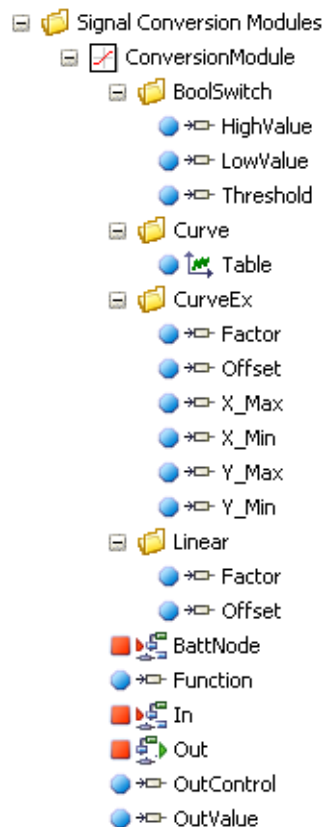 Signal Conversion Modules
ConversionModule
BoolSwitch
HighValue
LowValue
Threshold
Curve
Table
CurveEx
Factor
Offset
X_Max
X_Min
Y_Max
Y_Min
Linear
Factor
Offset
BattNode
Function
In
Out
OutControl
OutValue